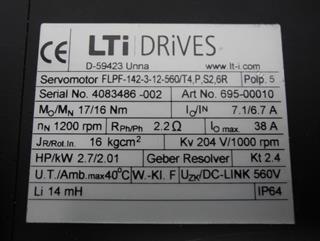 CE LTi DRiVES
D-59423 Unna www.lt-i.com
Servomotor FLPF-142-3-12-560/T4,P,S2,6R Polp. 5
Serial No. 4083486 -002 Art No. 695-00010
M₀/MN 17/16 Nm I₀/IN 7.1/6.7A
nN 1200 rpm RPh/Ph 2.2Ω I₀ max. 38 A
JR/Rot.In. 16 kgcm² Kv 204 V/1000 rpm
HP/kW 2.7/2.01 Geber Resolver Kt 2.4
U.T./Amb.max40°C W.-Kl. F UZK/DC-LINK 560V
Li 14 mH IP64